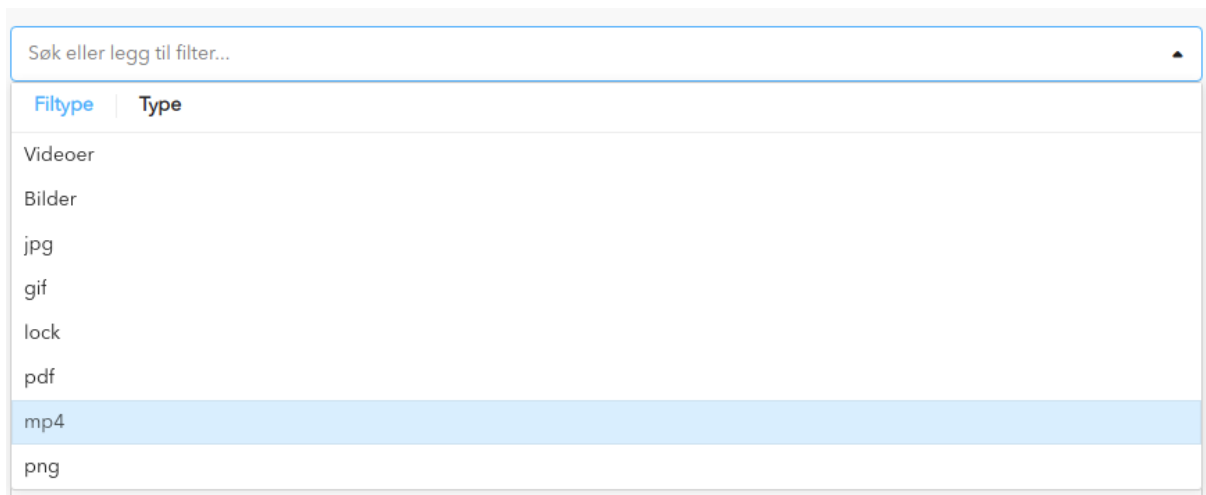 Søk eller legg til filter...
Filtype Type
Videoer
Bilder
jpg
gif
lock
pdf
mp4
png